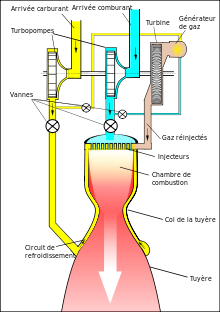 Arrivée carburant
Arrivée comburant
Générateur
de gaz
Turbine
Turbopompes
Vannes
Gaz réinjectés
Injecteurs
Chambre de
combustion
Col de la tuyère
Circuit de
refroidissement
Tuyère